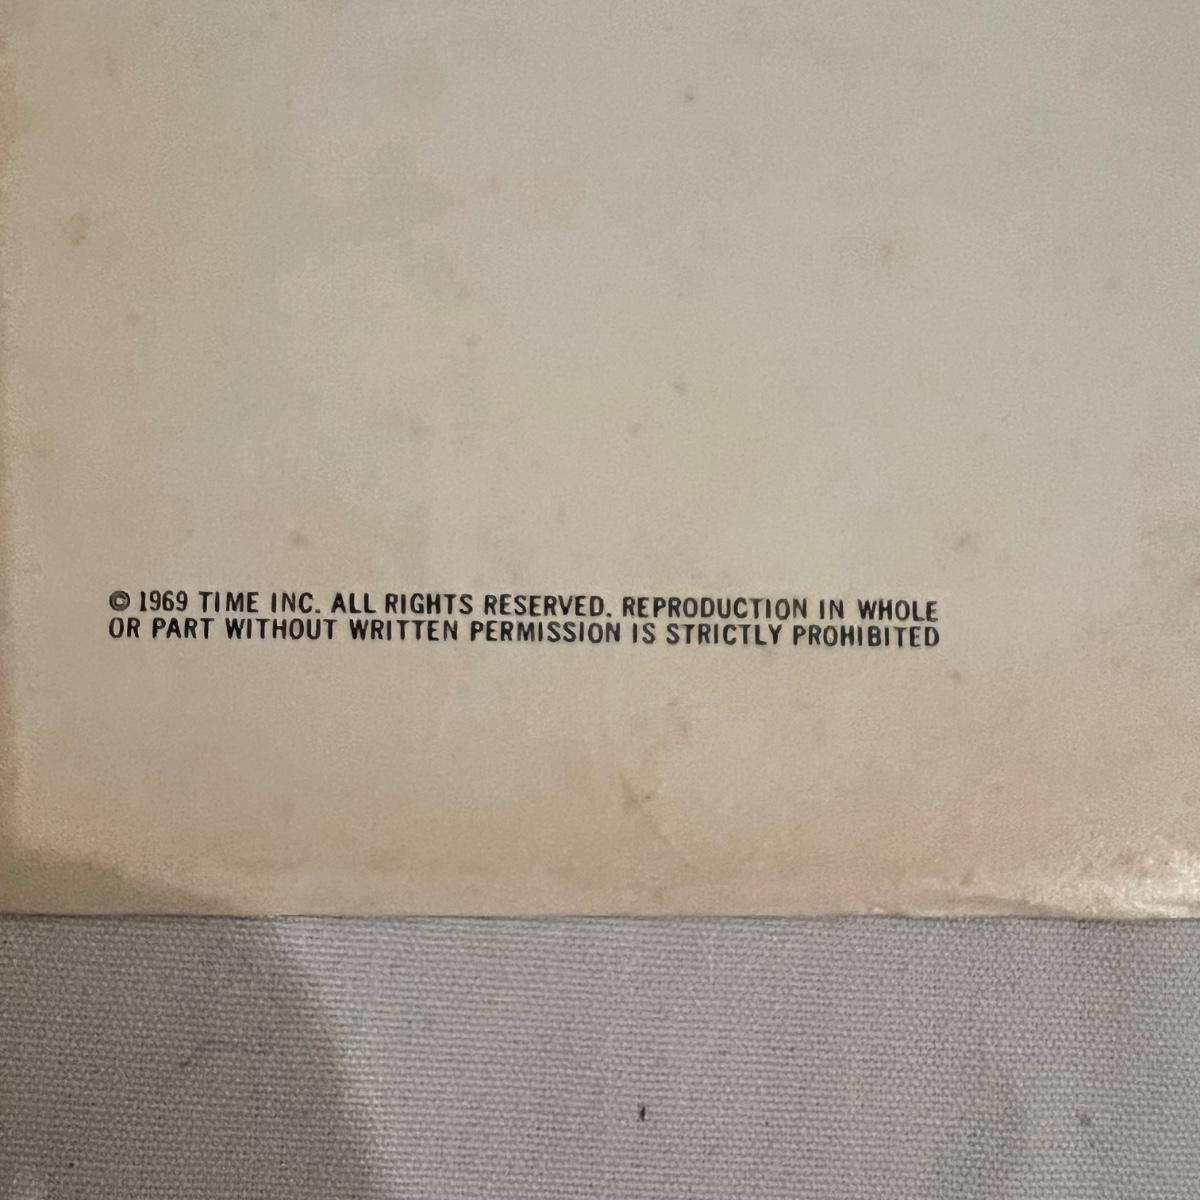 © 1969 TIME INC. ALL RIGHTS RESERVED. REPRODUCTION IN WHOLE
OR PART WITHOUT WRITTEN PERMISSION IS STRICTLY PROHIBITED